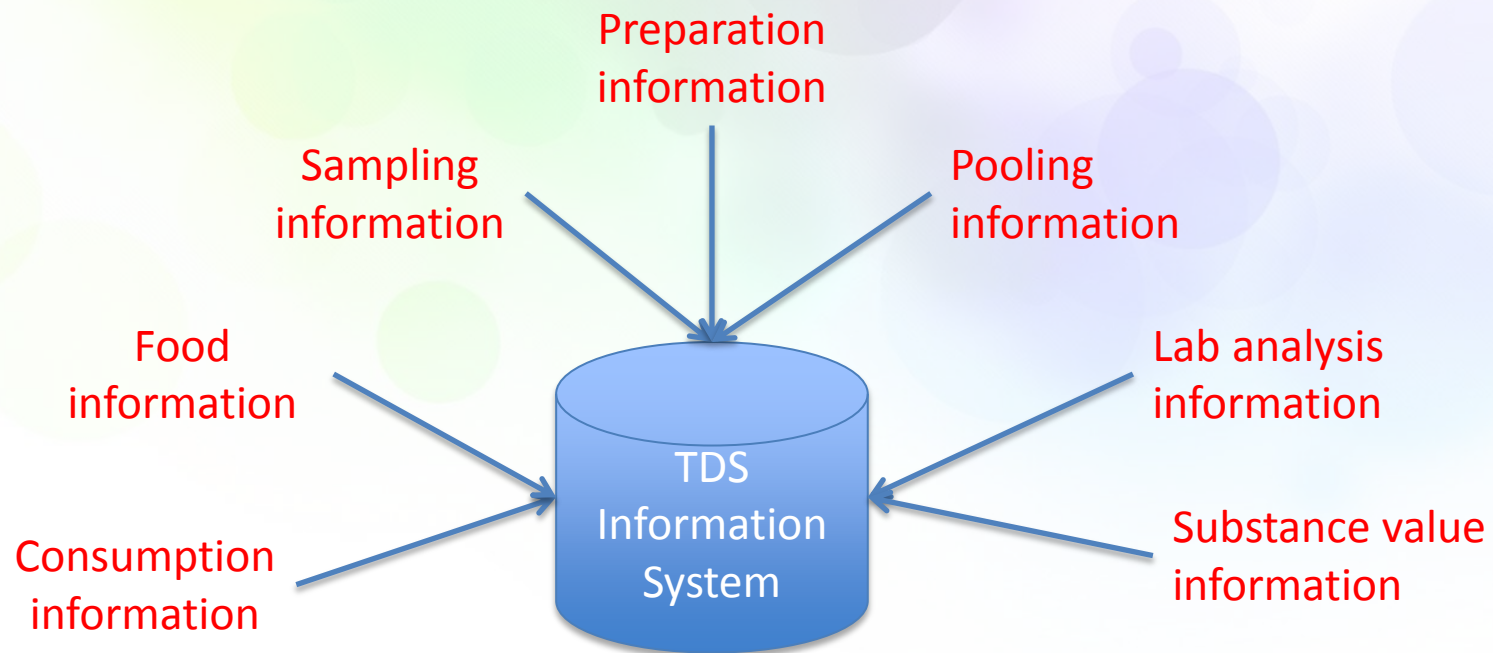 Preparation
information
Sampling
information
Pooling
information
Food
information
Lab analysis
information
TDS
Information
System
Consumption
information
Substance value
information